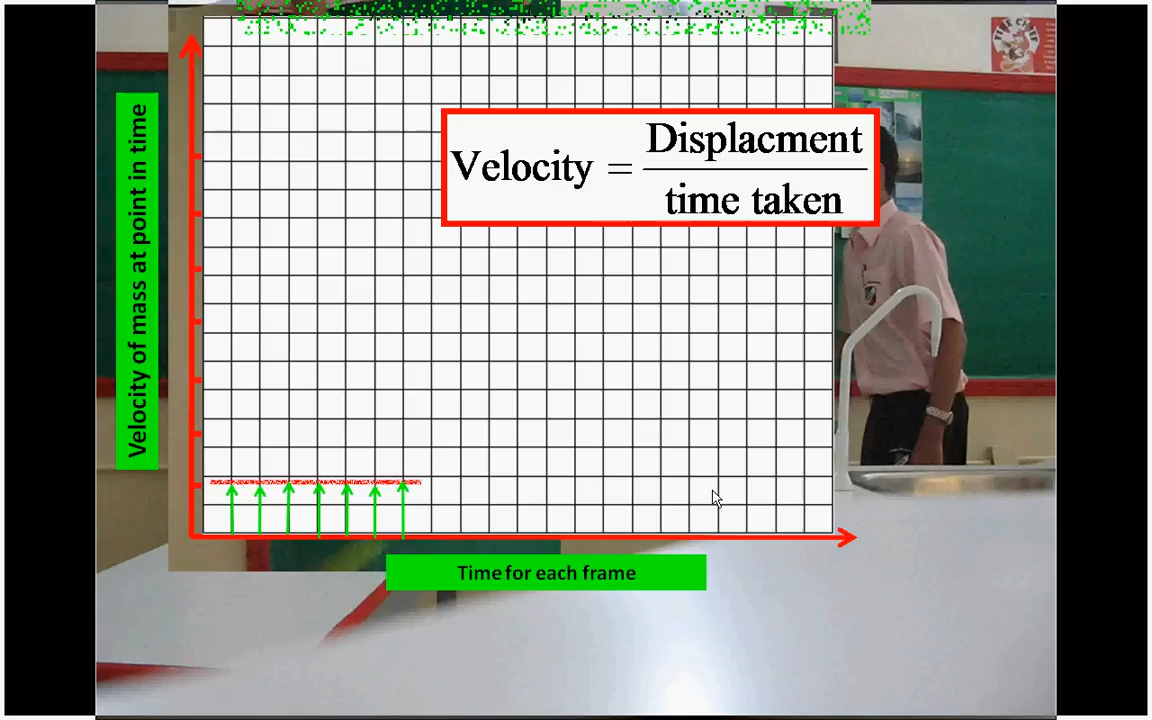 Velocity of mass at point in time
Velocity = Displacment
time taken
Time for each frame